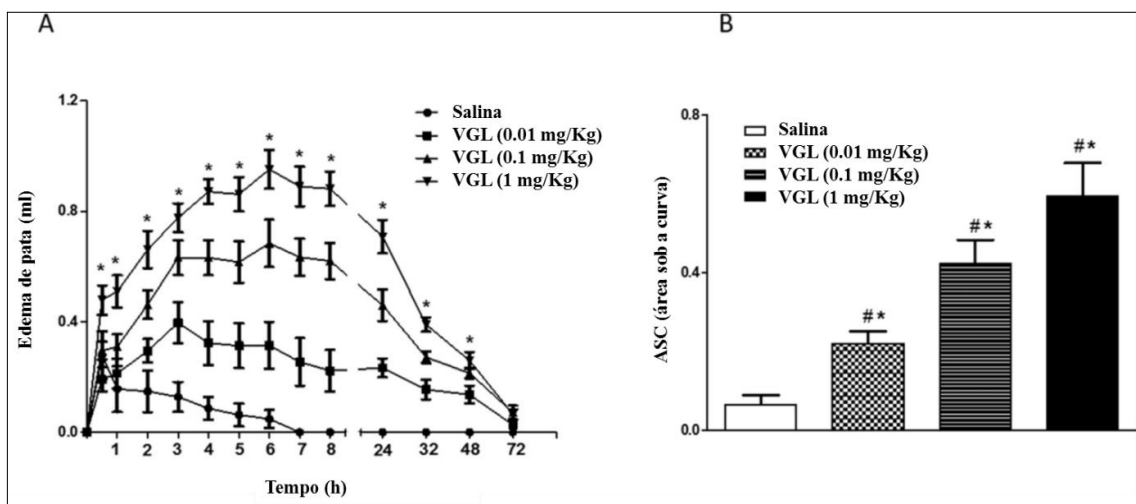 A
Edema de pata (ml)
1.2
0.8
0.4
0.0
* * * * * * * * * * * *
Salina
VGL (0.01 mg/Kg)
VGL (0.1 mg/Kg)
VGL (1 mg/Kg)
1 2 3 4 5 6 7 8 24 32 48 72
Tempo (h)
B
ASC (área sob a curva)
0.8
0.4
0.0
Salina
VGL (0.01 mg/Kg)
VGL (0.1 mg/Kg)
VGL (1 mg/Kg)
#*
#*
#*